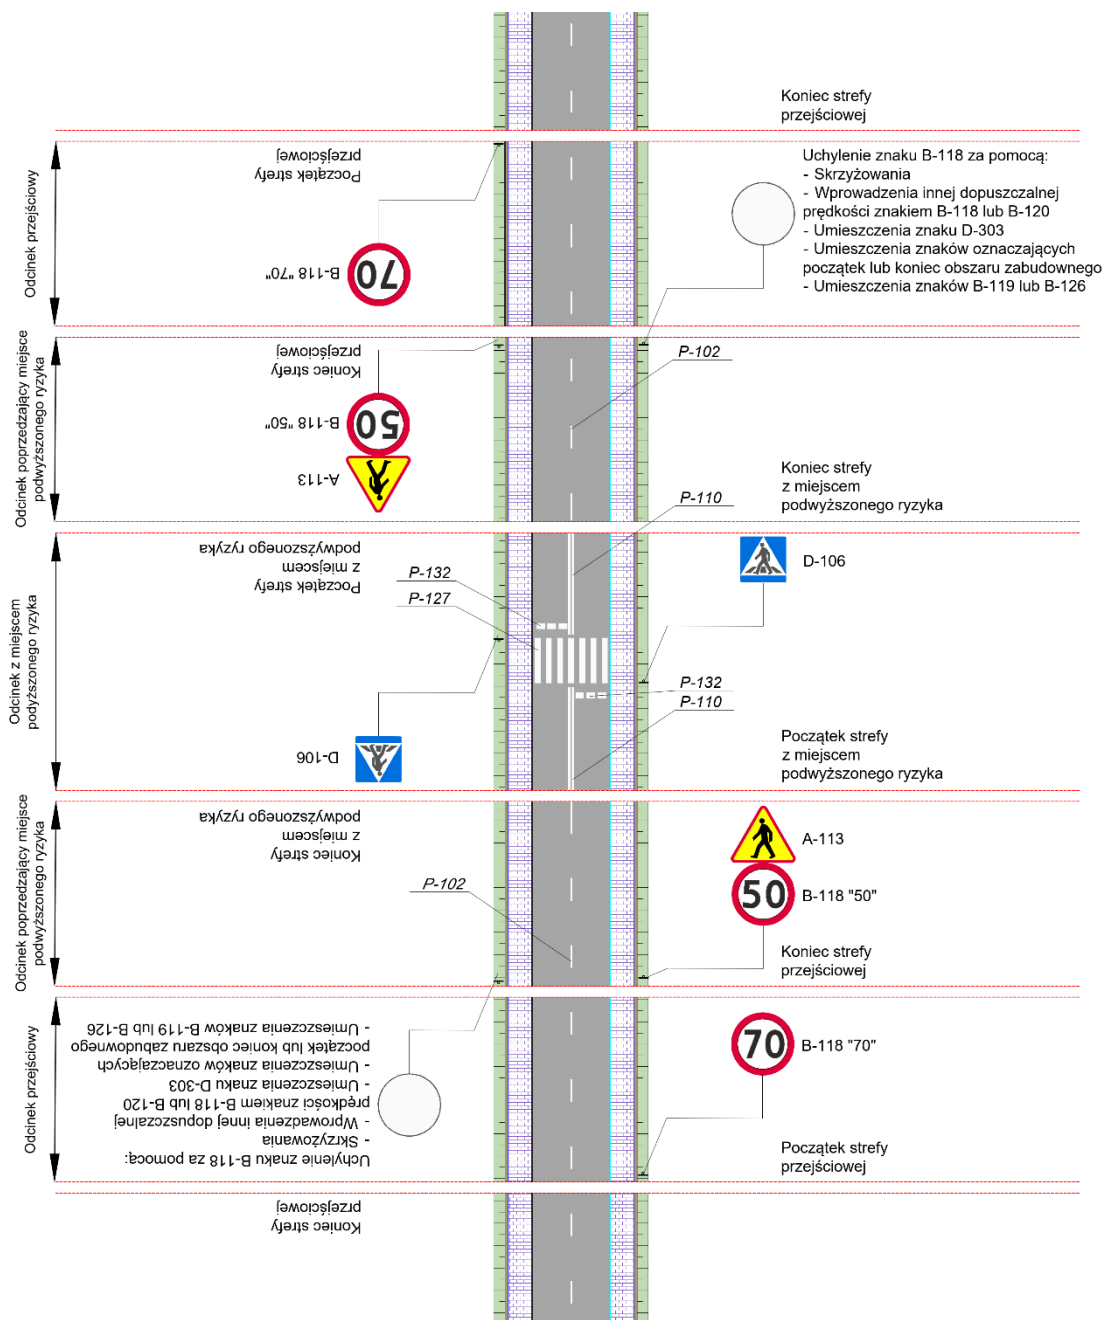 Koniec strefy
przejściowej
Odcinek przejściowy
Początek strefy
przejściowej
B-118 "70"
70
Uchylenie znaku B-118 za pomocą:
- Skrzyżowania
- Wprowadzenia innej dopuszczalnej
prędkości znakiem B-118 lub B-120
- Umieszczenia znaku D-303
- Umieszczenia znaków oznaczających
początek lub koniec obszaru zabudownego
- Umieszczenia znaków B-119 lub B-126
Odcinek poprzedzający miejsce
podwyższonego ryzyka
Koniec strefy
przejściowej
B-118 "50"
50
A-113
P-102
Koniec strefy
z miejscem
podwyższonego ryzyka
P-110
Odcinek z miejscem
podyższonego ryzyka
Początek strefy
z miejscem
podwyższonego ryzyka
P-132
P-127
D-106
D-106
P-132
P-110
Początek strefy
z miejscem
podwyższonego ryzyka
Odcinek poprzedzający miejsce
podwyższonego ryzyka
Koniec strefy
z miejscem
podwyższonego ryzyka
P-102
A-113
50
B-118 "50"
Koniec strefy
przejściowej
Odcinek przejściowy
Uchylenie znaku B-118 za pomocą:
- Skrzyżowania
- Wprowadzenia innej dopuszczalnej
prędkości znakiem B-118 lub B-120
- Umieszczenia znaku D-303
- Umieszczenia znaków oznaczających
początek lub koniec obszaru zabudownego
- Umieszczenia znaków B-119 lub B-126
70
B-118 "70"
Początek strefy
przejściowej
Koniec strefy
przejściowej